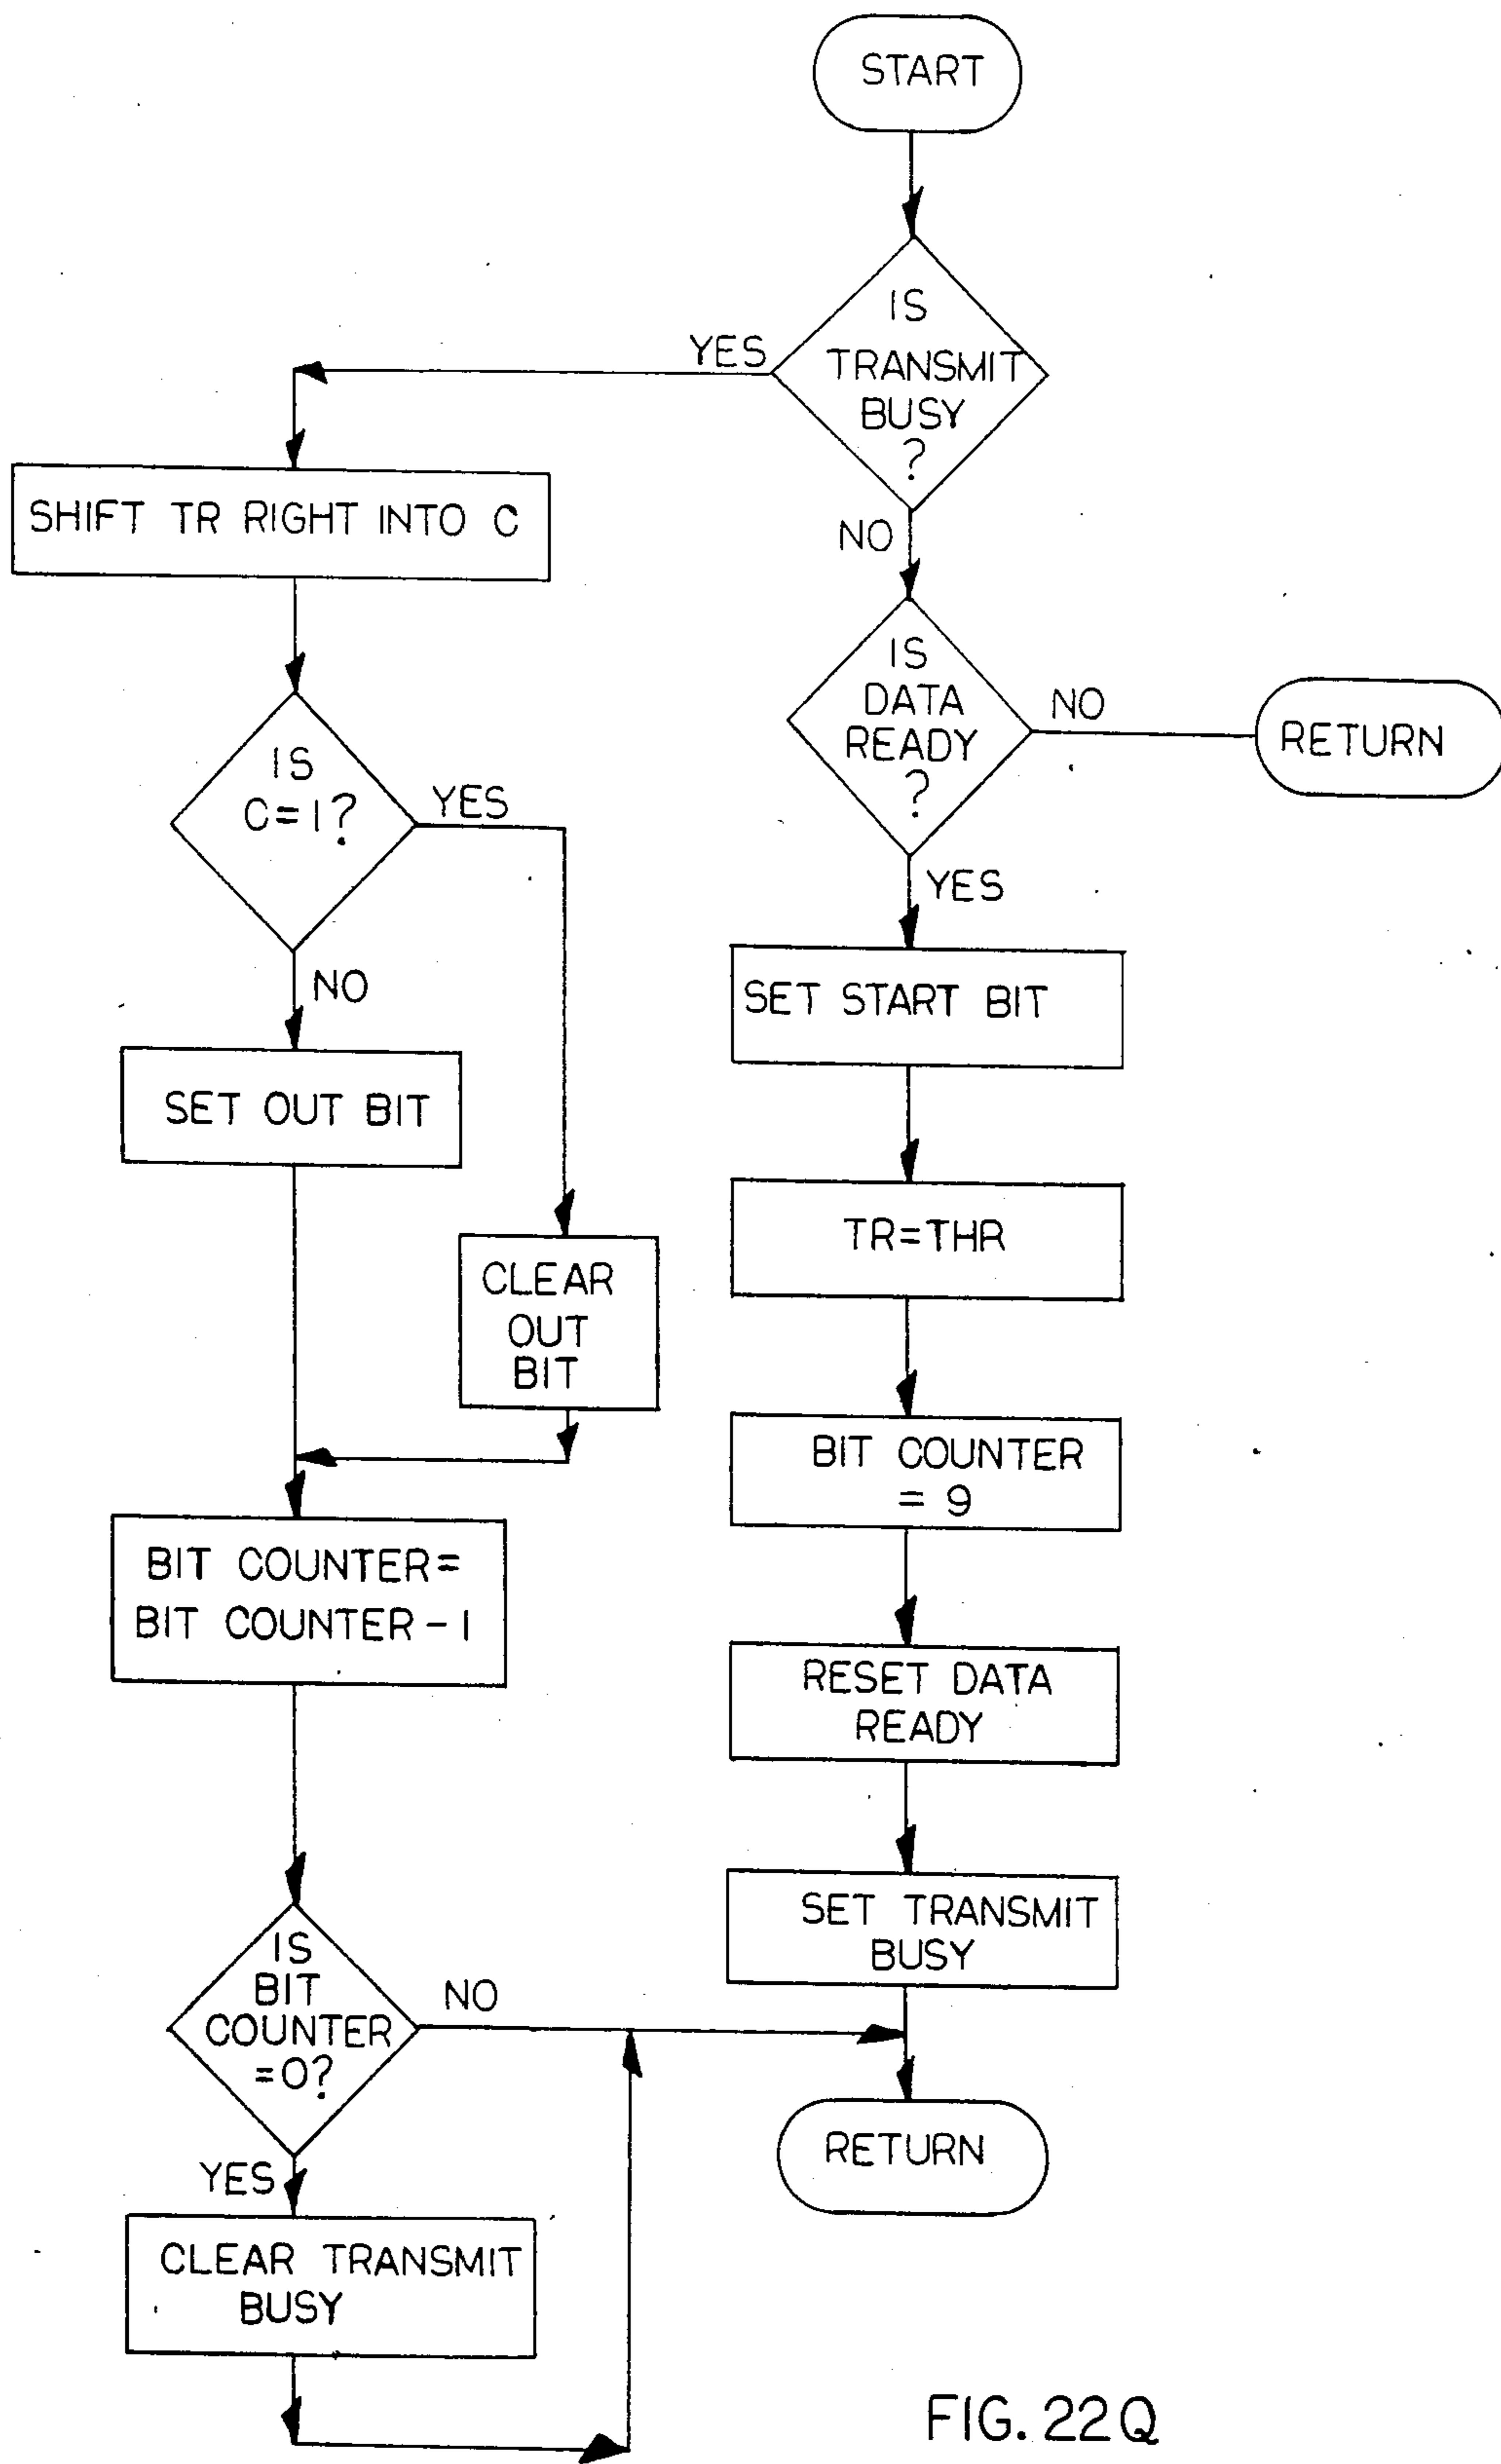 START
IS
TRANSMIT
BUSY
?
YES
NO
SHIFT TR RIGHT INTO C
IS
C=1?
YES
NO
SET OUT BIT
CLEAR
OUT
BIT
BIT COUNTER=
BIT COUNTER-1
IS
BIT
COUNTER
=0?
NO
YES
CLEAR TRANSMIT
BUSY
IS
DATA
READY
?
NO
RETURN
YES
SET START BIT
TR=THR
BIT COUNTER
= 9
RESET DATA
READY
SET TRANSMIT
BUSY
RETURN
FIG. 22Q